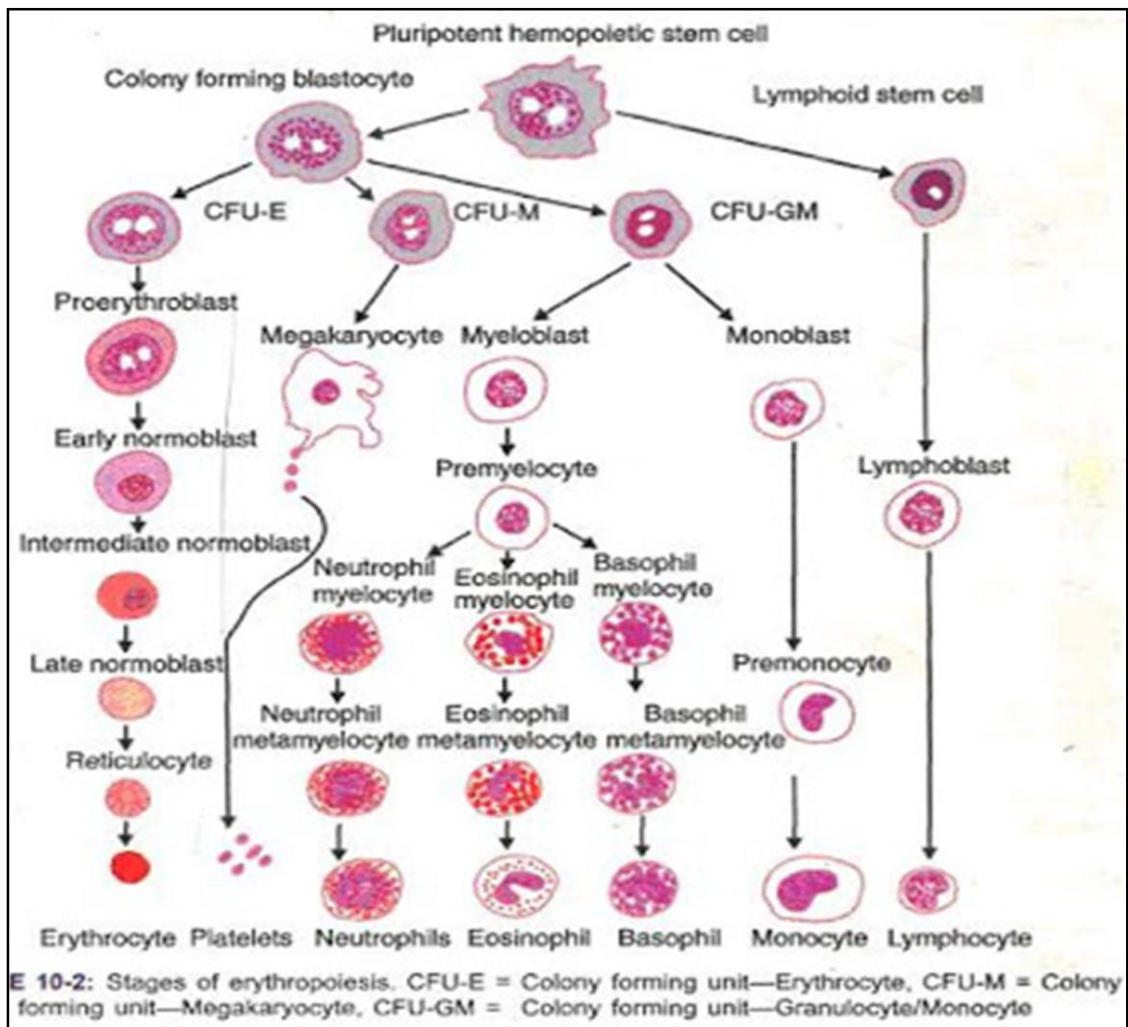 Pluripotent hemopoietic stem cell
Colony forming blastocyte
Lymphoid stem cell
CFU-E
CFU-M
CFU-GM
Proerythroblast
Megakaryocyte
Myeloblast
Monoblast
Early normoblast
Premyelocyte
Lymphoblast
Intermediate normoblast
Neutrophil
myelocyte
Eosinophil
myelocyte
Basophil
myelocyte
Late normoblast
Premonocyte
Neutrophil
metamyelocyte
Eosinophil
metamyelocyte
Basophil
metamyelocyte
Reticulocyte
Erythrocyte Platelets Neutrophils Eosinophil Basophil Monocyte Lymphocyte
E 10-2: Stages of erythropoiesis. CFU-E = Colony forming unit—Erythrocyte, CFU-M = Colony
forming unit—Megakaryocyte, CFU-GM = Colony forming unit—Granulocyte/Monocyte